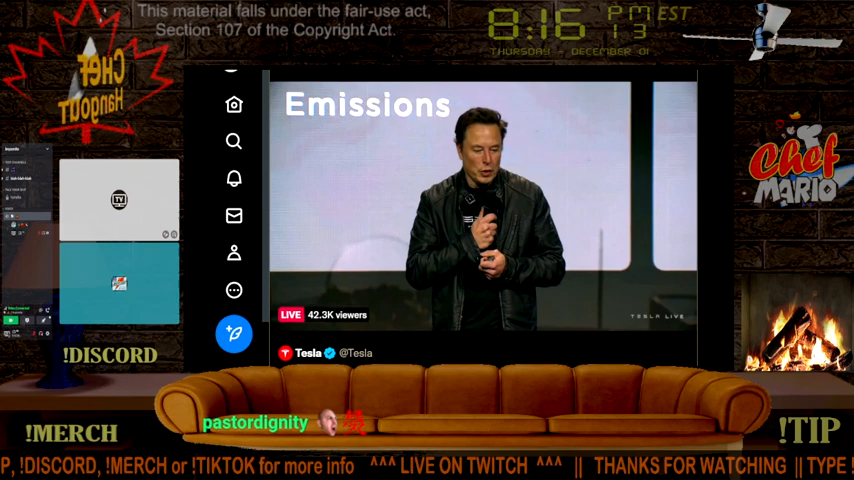 This material falls under the fair-use act,
Section 107 of the Copyright Act.
8:16 PM EST
13
THURSDAY - DECEMBER 01
Chef
Hangout
Emissions
TV
Chef
MARIO
LIVE 42.3K viewers
TESLA LIVE
Tesla @Tesla
!DISCORD
pastordignity
!MERCH
!TIP
P, !DISCORD, !MERCH or !TIKTOK for more info ^^^ LIVE ON TWITCH ^^^ || THANKS FOR WATCHING || TYPE !